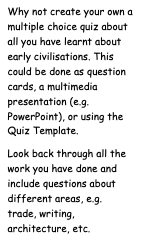 Why not create your own a
multiple choice quiz about
all you have learnt about
early civilisations. This
could be done as question
cards, a multimedia
presentation (e.g.
PowerPoint), or using the
Quiz Template.
Look back through all the
work you have done and
include questions about
different areas, e.g.
trade, writing,
architecture, etc.